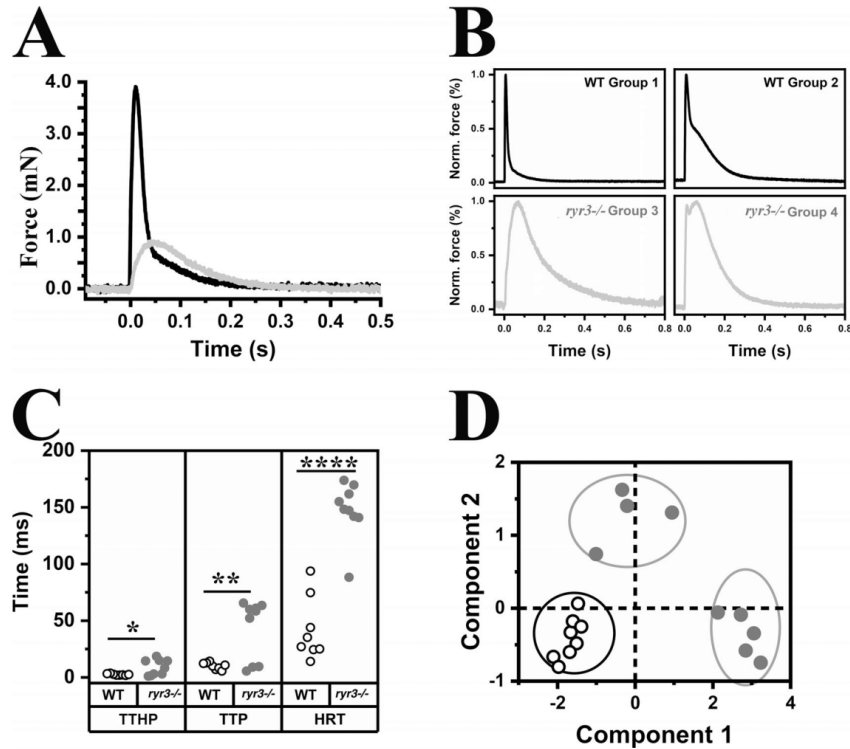 A
Force (mN)
4.0
3.0
2.0
1.0
0.0
0.0 0.1 0.2 0.3 0.4 0.5
Time (s)
B
Norm. force (%)
1.0
0.5
0.0
WT Group 1
WT Group 2
Norm. force (%)
1.0
0.5
0.0
ryr3-/- Group 3
ryr3-/- Group 4
0.0 0.2 0.4 0.6 0.8
0.0 0.2 0.4 0.6 0.8
Time (s)
Time (s)
C
Time (ms)
200
150
100
50
0
*
**
****
WT ryr3-/- WT ryr3-/- WT ryr3-/-
TTHP TTP HRT
D
Component 2
2
1
0
-1
-2
-2 0 2 4
Component 1